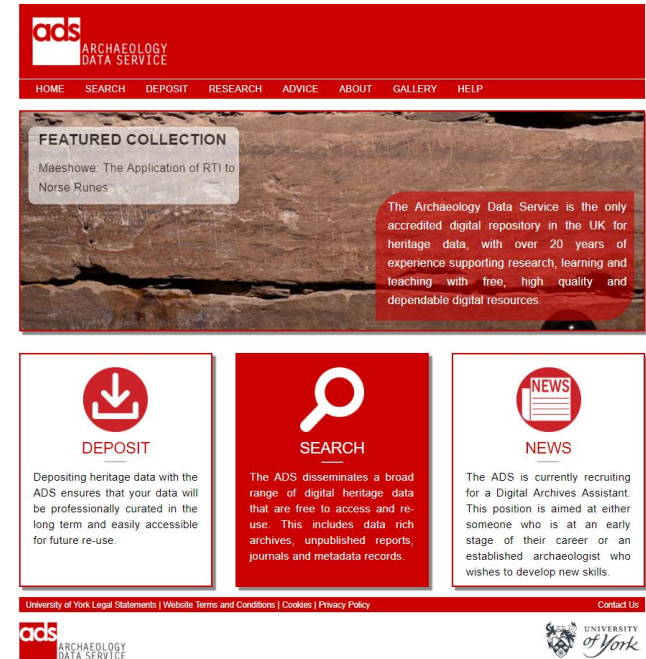 ads
ARCHAEOLOGY
DATA SERVICE
HOME SEARCH DEPOSIT RESEARCH ADVICE ABOUT GALLERY HELP
FEATURED COLLECTION
Maeshowe: The Application of RTI to
Norse Runes
The Archaeology Data Service is the only
accredited digital repository in the UK for
heritage data, with over 20 years of
experience supporting research, learning and
teaching with free, high quality and
dependable digital resources.
DEPOSIT
Depositing heritage data with the
ADS ensures that your data will
be professionally curated in the
long term and easily accessible
for future re-use.
SEARCH
The ADS disseminates a broad
range of digital heritage data
that are free to access and re-
use. This includes data rich
archives, unpublished reports,
journals and metadata records.
NEWS
NEWS
The ADS is currently recruiting
for a Digital Archives Assistant.
This position is aimed at either
someone who is at an early
stage of their career or an
established archaeologist who
wishes to develop new skills.
University of York Legal Statements | Website Terms and Conditions | Cookies | Privacy Policy Contact Us
ads
ARCHAEOLOGY
DATA SERVICE
UNIVERSITY
of York